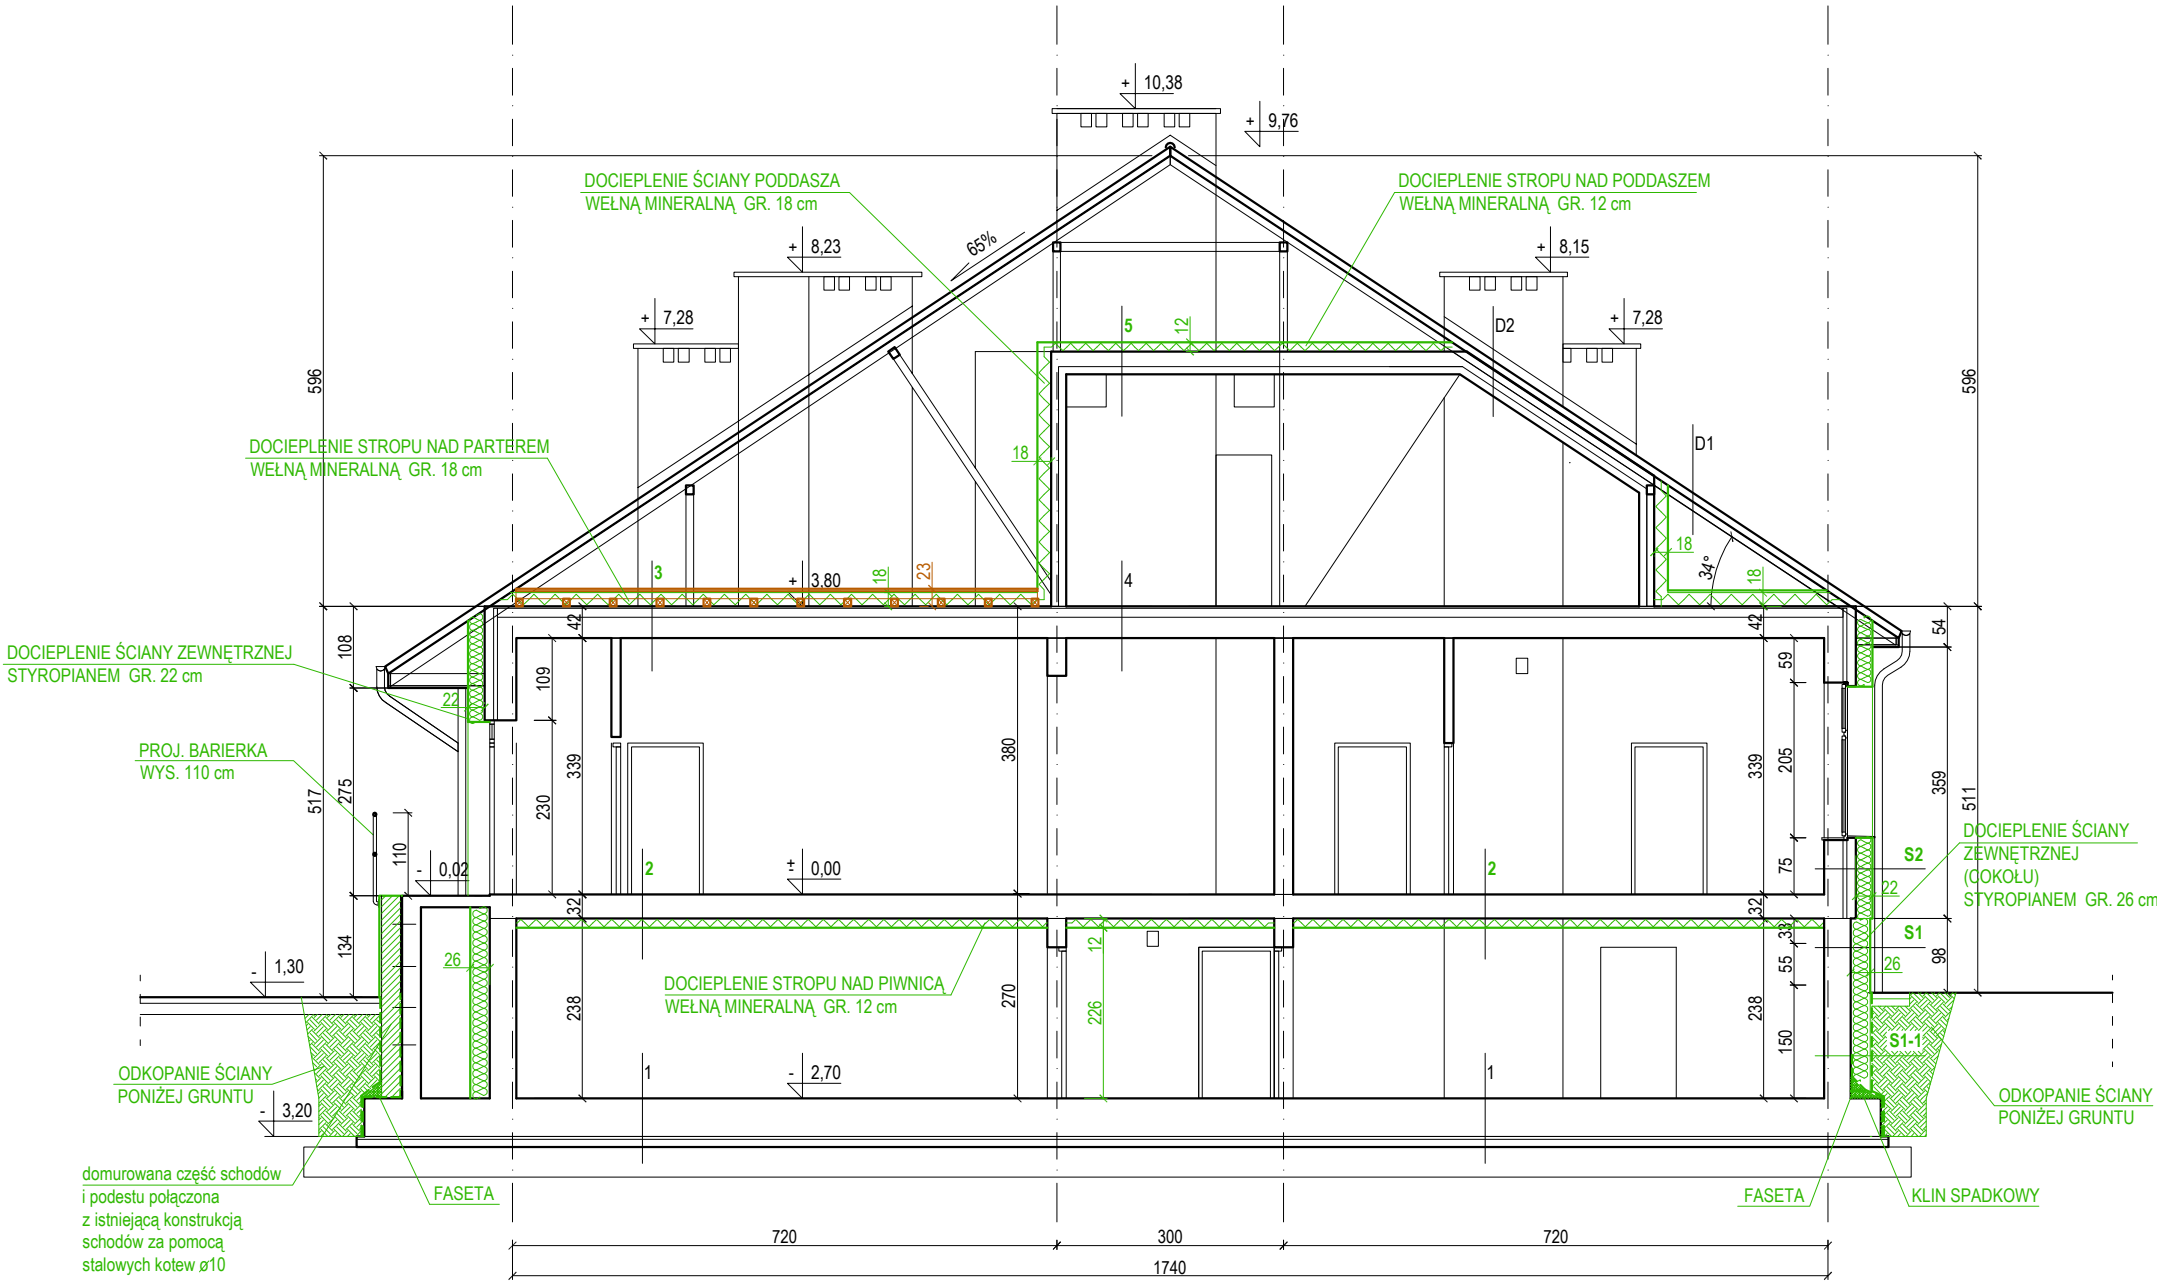 + 10,38
+ 9,76
DOCIEPLENIE ŚCIANY PODDASZA
WEŁNĄ MINERALNĄ GR. 18 cm
DOCIEPLENIE STROPU NAD PODDASZEM
WEŁNĄ MINERALNĄ GR. 12 cm
65%
+ 8,23
+ 8,15
+ 7,28
5
12
D2
+ 7,28
596
596
DOCIEPLENIE STROPU NAD PARTEREM
WEŁNĄ MINERALNĄ GR. 18 cm
18
D1
18
34°
3
+ 3,80
18
23
4
18
42
42
108
54
DOCIEPLENIE ŚCIANY ZEWNĘTRZNEJ
STYROPIANEM GR. 22 cm
22
109
59
PROJ. BARIERKA
WYS. 110 cm
517
275
339
230
380
339
205
359
511
110
- 0,02
2
± 0,00
2
75
S2
DOCIEPLENIE ŚCIANY
ZEWNĘTRZNEJ
(COKOŁU)
STYROPIANEM GR. 26 cm
22
32
32
134
26
12
33
S1
98
55
26
- 1,30
DOCIEPLENIE STROPU NAD PIWNICĄ
WEŁNĄ MINERALNĄ GR. 12 cm
238
270
226
238
150
S1-1
ODKOPANIE ŚCIANY
PONIŻEJ GRUNTU
1
- 2,70
1
ODKOPANIE ŚCIANY
PONIŻEJ GRUNTU
- 3,20
domurowana część schodów
i podestu połączona
z istniejącą konstrukcją
schodów za pomocą
stalowych kotew ø10
FASETA
FASETA
KLIN SPADKOWY
720
300
720
1740